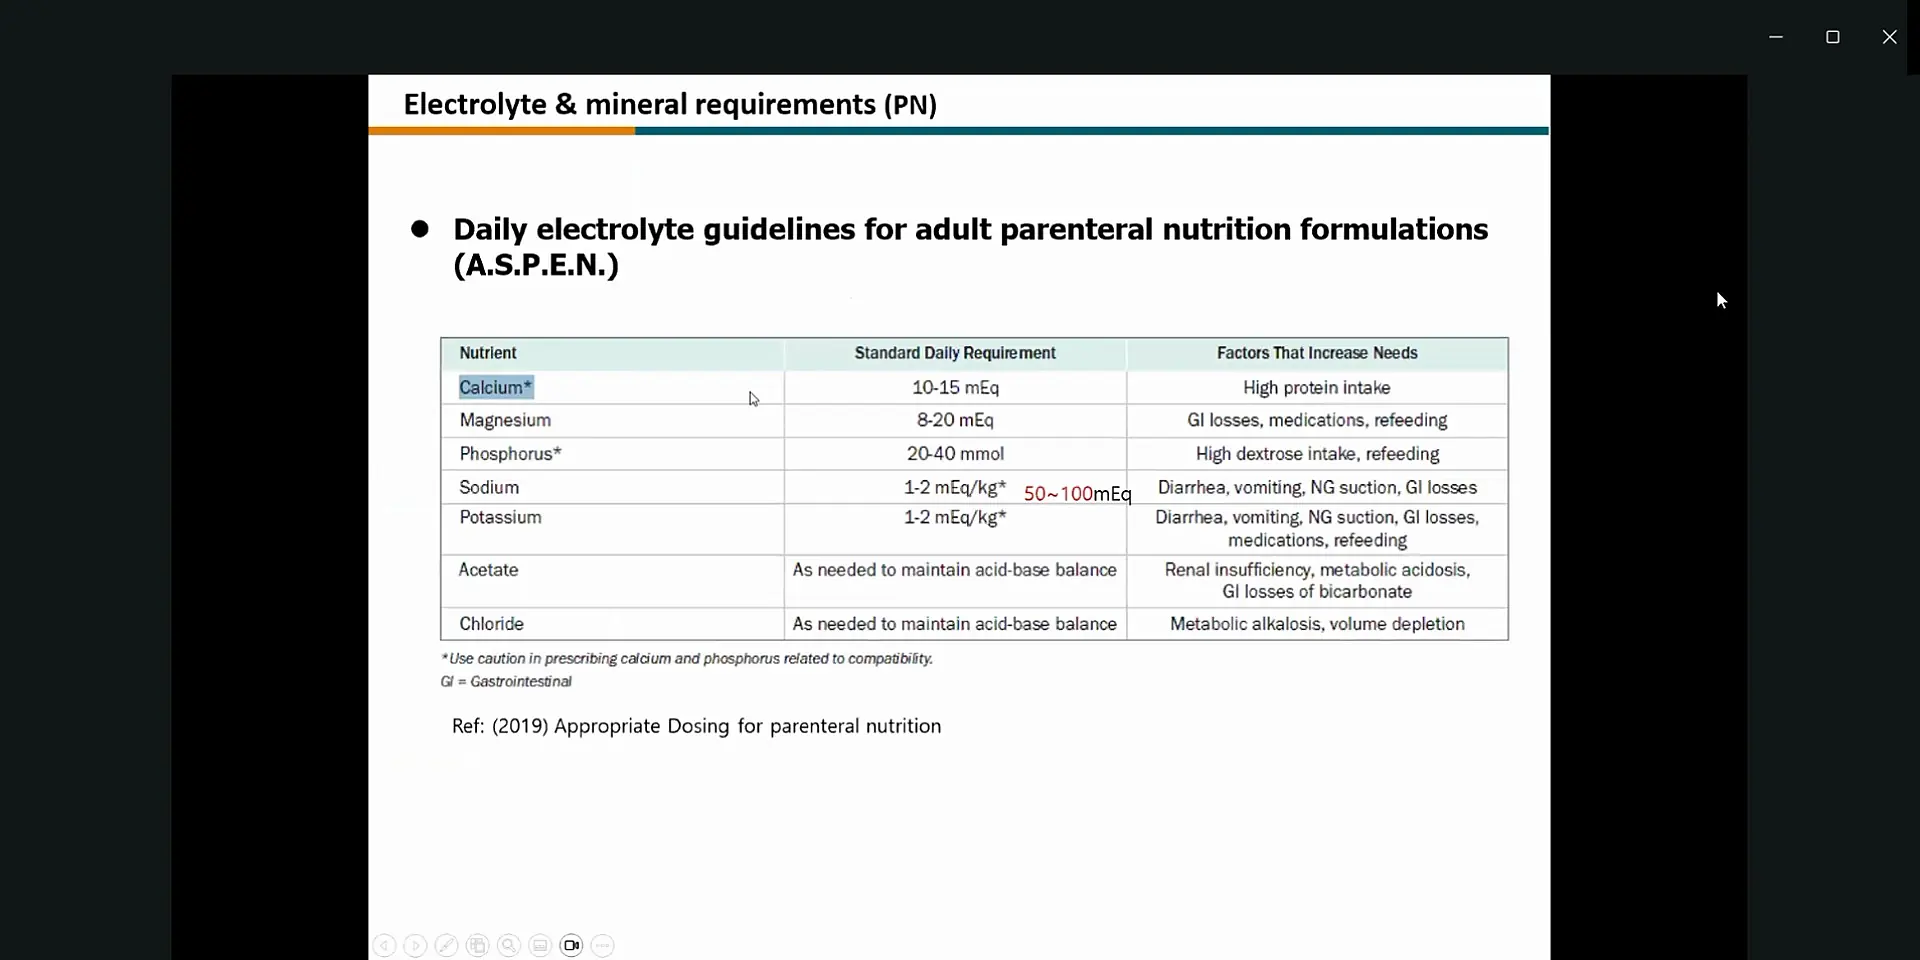 Electrolyte & mineral requirements (PN)
● Daily electrolyte guidelines for adult parenteral nutrition formulations
(A.S.P.E.N.)
Nutrient Standard Daily Requirement Factors That Increase Needs
Calcium* 10-15 mEq High protein intake
Magnesium 8-20 mEq GI losses, medications, refeeding
Phosphorus* 20-40 mmol High dextrose intake, refeeding
Sodium 1-2 mEq/kg* 50~100mEq Diarrhea, vomiting, NG suction, GI losses
Potassium 1-2 mEq/kg* Diarrhea, vomiting, NG suction, GI losses,
medications, refeeding
Acetate As needed to maintain acid-base balance Renal insufficiency, metabolic acidosis,
GI losses of bicarbonate
Chloride As needed to maintain acid-base balance Metabolic alkalosis, volume depletion
*Use caution in prescribing calcium and phosphorus related to compatibility.
GI = Gastrointestinal
Ref: (2019) Appropriate Dosing for parenteral nutrition